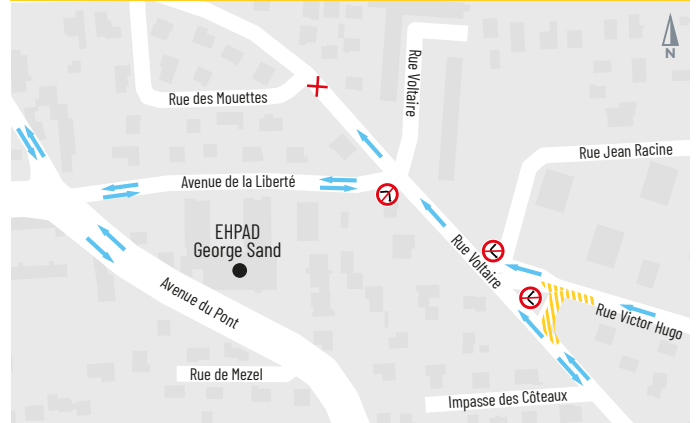 N
Rue Voltaire
Rue des Mouettes
Rue Jean Racine
Avenue de la Liberté
EHPAD
George Sand
Rue Voltaire
Avenue du Pont
Rue Victor Hugo
Rue de Mezel
Impasse des Côteaux